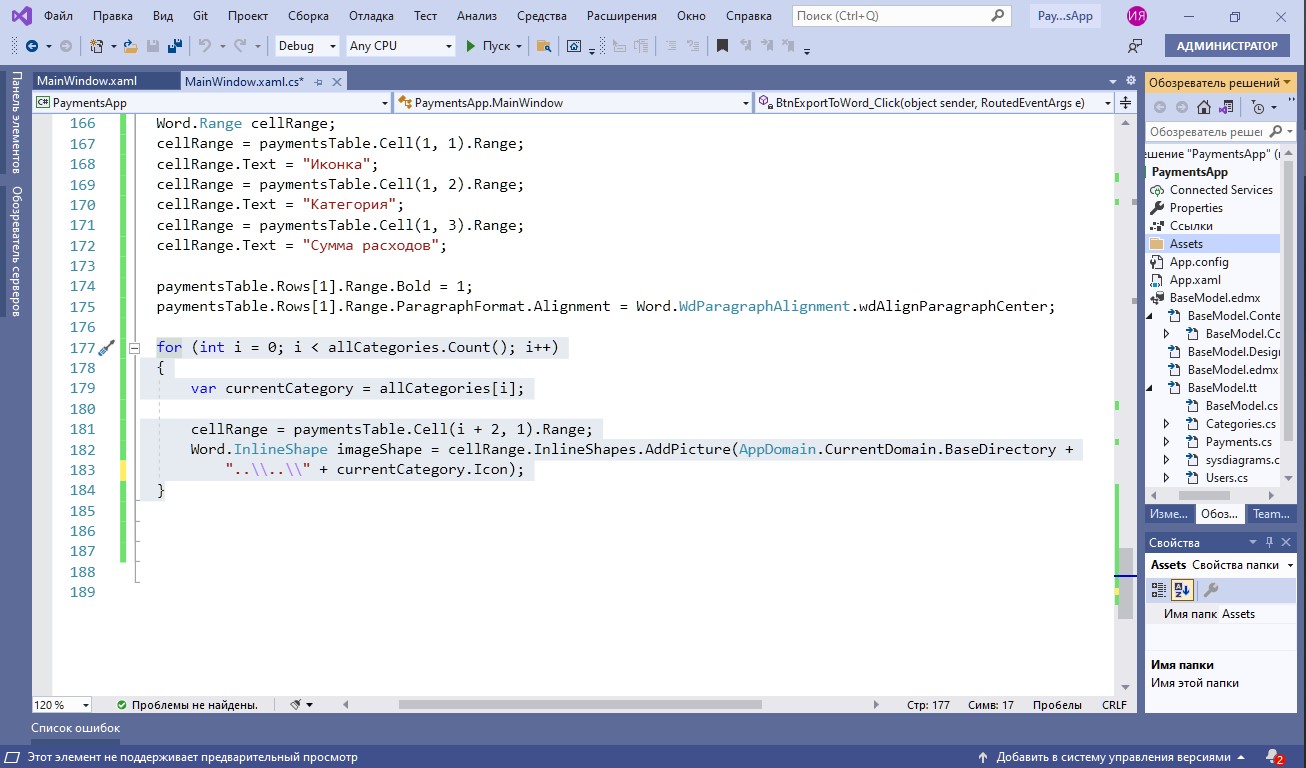 Файл Правка Вид Git Проект Сборка Отладка Тест Анализ Средства Расширения Окно Справка Поиск (Ctrl+Q) Pay...sApp ИЯ
Debug Any CPU Пуск АДМИНИСТРАТОР
Панель элементов
Обозреватель серверов
MainWindow.xaml MainWindow.xaml.cs*
C# PaymentsApp PaymentsApp.MainWindow BtnExportToWord_Click(object sender, RoutedEventArgs e)
166 Word.Range cellRange;
167 cellRange = paymentsTable.Cell(1, 1).Range;
168 cellRange.Text = "Иконка";
169 cellRange = paymentsTable.Cell(1, 2).Range;
170 cellRange.Text = "Категория";
171 cellRange = paymentsTable.Cell(1, 3).Range;
172 cellRange.Text = "Сумма расходов";
173
174 paymentsTable.Rows[1].Range.Bold = 1;
175 paymentsTable.Rows[1].Range.ParagraphFormat.Alignment = Word.WdParagraphAlignment.wdAlignParagraphCenter;
176
177 for (int i = 0; i < allCategories.Count(); i++)
178 {
179 var currentCategory = allCategories[i];
180
181 cellRange = paymentsTable.Cell(i + 2, 1).Range;
182 Word.InlineShape imageShape = cellRange.InlineShapes.AddPicture(AppDomain.CurrentDomain.BaseDirectory +
183 "..\\..\\" + currentCategory.Icon);
184 }
185
186
187
188
189
120 % Проблемы не найдены. Стр: 177 Симв: 17 Пробелы CRLF
Список ошибок
Обозреватель решений
Обозреватель решен
ешение "PaymentsApp" (
PaymentsApp
Connected Services
Properties
Ссылки
Assets
App.config
App.xaml
BaseModel.edmx
BaseModel.Conte
BaseModel.Cc
BaseModel.Desig
BaseModel.edmx
BaseModel.tt
BaseModel.cs
Categories.cs
Payments.cs
sysdiagrams.c
Users.cs
Изме... Обоз... Team...
Свойства
Assets Свойства папки
Имя папк Assets
Имя папки
Имя этой папки
Этот элемент не поддерживает предварительный просмотр Добавить в систему управления версиями 2